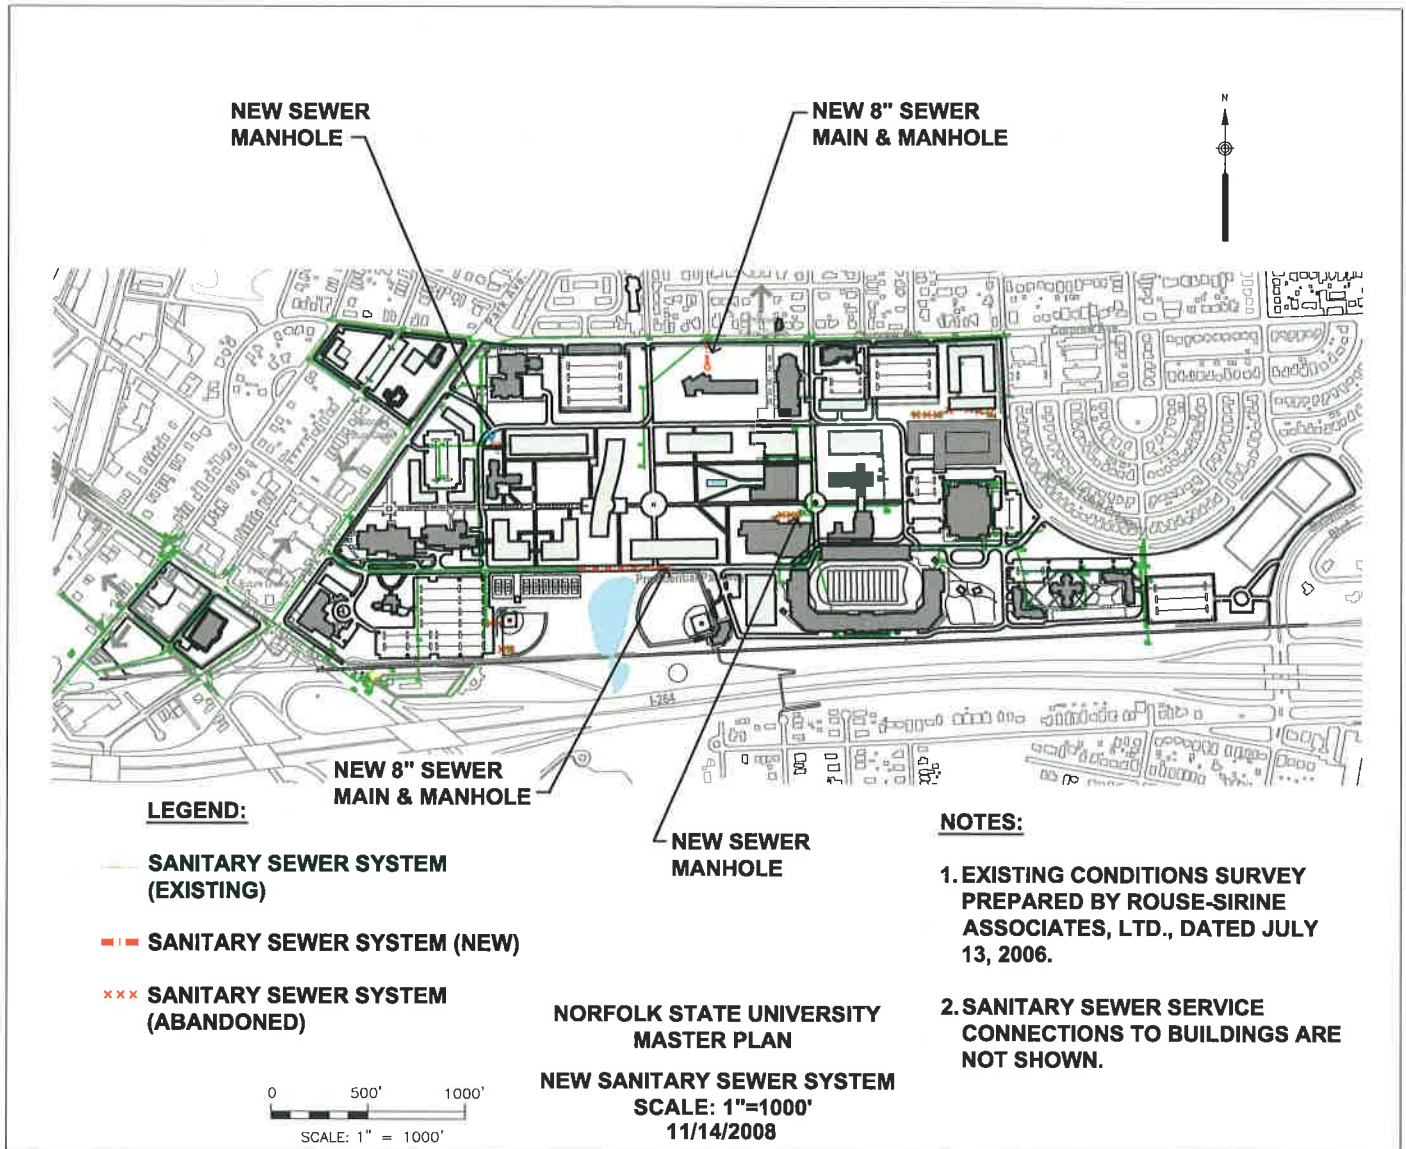 NEW SEWER
MANHOLE
NEW 8" SEWER
MAIN & MANHOLE
N
I-264
NEW 8" SEWER
MAIN & MANHOLE
NEW SEWER
MANHOLE
LEGEND:
SANITARY SEWER SYSTEM
(EXISTING)
SANITARY SEWER SYSTEM (NEW)
SANITARY SEWER SYSTEM
(ABANDONED)
NOTES:
1. EXISTING CONDITIONS SURVEY
PREPARED BY ROUSE-SIRINE
ASSOCIATES, LTD., DATED JULY
13, 2006.
2. SANITARY SEWER SERVICE
CONNECTIONS TO BUILDINGS ARE
NOT SHOWN.
NORFOLK STATE UNIVERSITY
MASTER PLAN
NEW SANITARY SEWER SYSTEM
SCALE: 1"=1000'
11/14/2008
0 500' 1000'
SCALE: 1" = 1000'